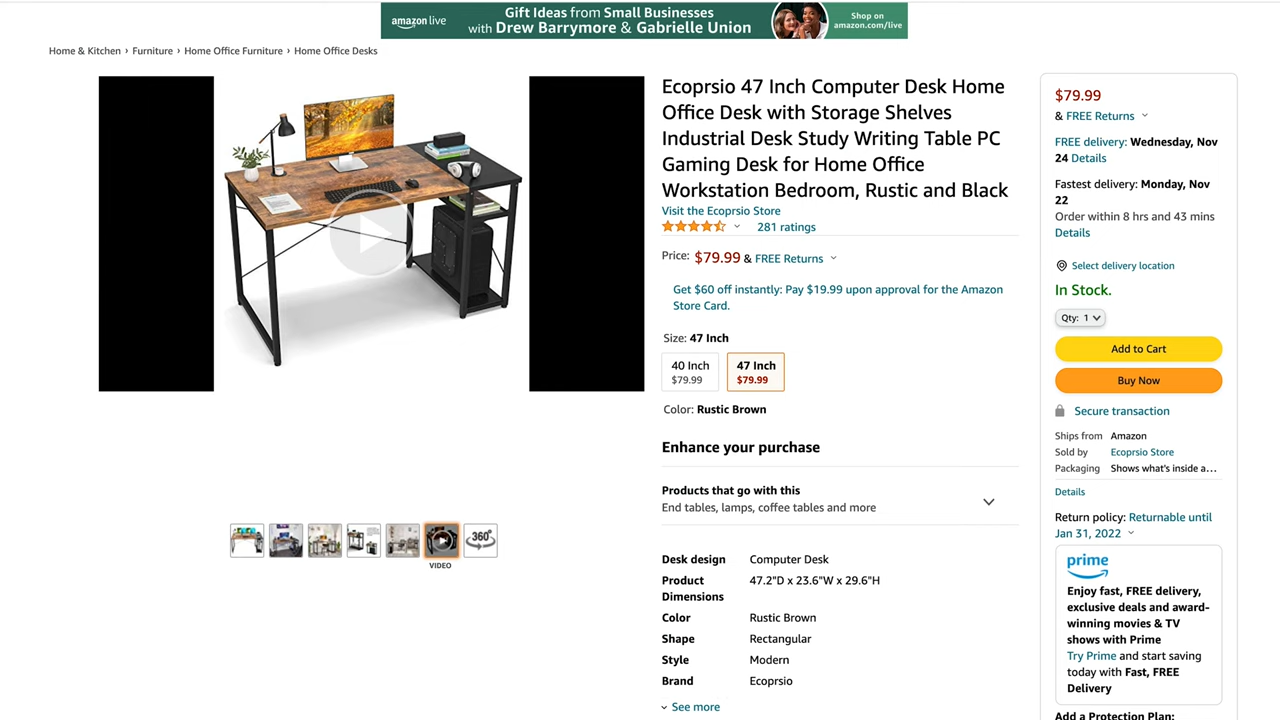 amazon live
Gift Ideas from Small Businesses
with Drew Barrymore & Gabrielle Union
Shop on
amazon.com/live
Home & Kitchen › Furniture › Home Office Furniture › Home Office Desks
Ecoprsio 47 Inch Computer Desk Home
Office Desk with Storage Shelves
Industrial Desk Study Writing Table PC
Gaming Desk for Home Office
Workstation Bedroom, Rustic and Black
Visit the Ecoprsio Store
281 ratings
Price: $79.99 & FREE Returns
Get $60 off instantly: Pay $19.99 upon approval for the Amazon
Store Card.
Size: 47 Inch
40 Inch
$79.99
47 Inch
$79.99
Color: Rustic Brown
Enhance your purchase
Products that go with this
End tables, lamps, coffee tables and more
Desk design Computer Desk
Product
Dimensions
47.2"D x 23.6"W x 29.6"H
Color Rustic Brown
Shape Rectangular
Style Modern
Brand Ecoprsio
See more
VIDEO
360°
$79.99
& FREE Returns
FREE delivery: Wednesday, Nov
24 Details
Fastest delivery: Monday, Nov
22
Order within 8 hrs and 43 mins
Details
Select delivery location
In Stock.
Qty: 1
Add to Cart
Buy Now
Secure transaction
Ships from Amazon
Sold by Ecoprsio Store
Packaging Shows what's inside a...
Details
Return policy: Returnable until
Jan 31, 2022
prime
Enjoy fast, FREE delivery,
exclusive deals and award-
winning movies & TV
shows with Prime
Try Prime and start saving
today with Fast, FREE
Delivery
Add a Protection Plan: